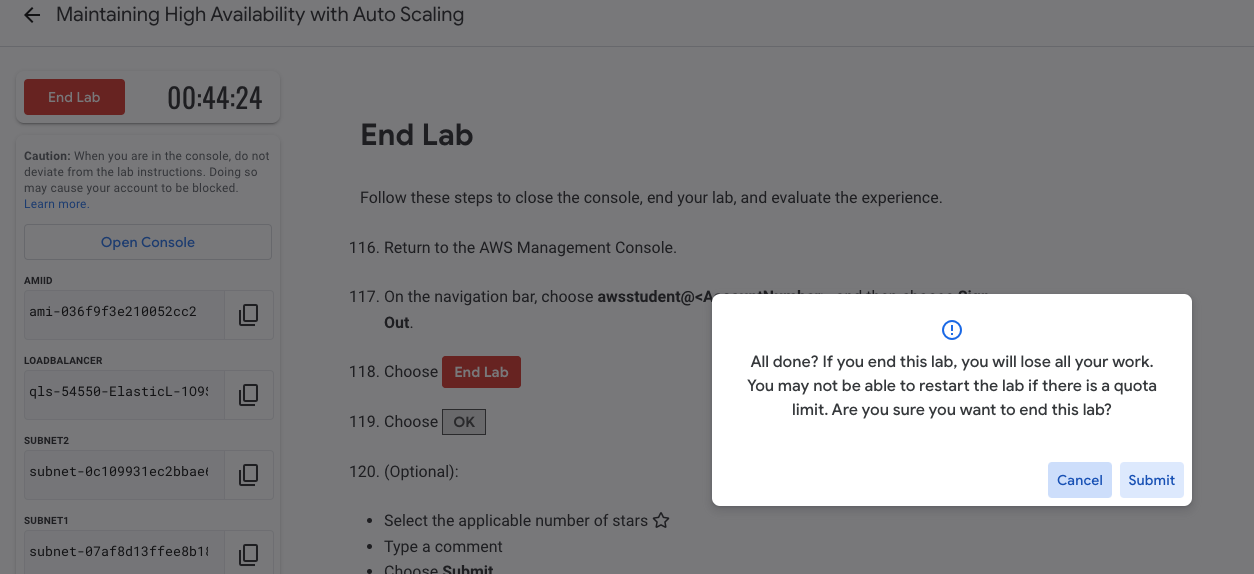 Maintaining High Availability with Auto Scaling
End Lab
00:44:24
Caution: When you are in the console, do not
deviate from the lab instructions. Doing so
may cause your account to be blocked.
Learn more.
Open Console
AMIID
ami-036f9f3e210052cc2
LOADBALANCER
qls-54550-ElasticL-109
SUBNET2
subnet-0c109931ec2bbae
SUBNET1
subnet-07af8d13ffee8b1
End Lab
Follow these steps to close the console, end your lab, and evaluate the experience.
116. Return to the AWS Management Console.
117. On the navigation bar, choose awsstudent@<AccountNumber>, and then choose Sign
Out.
118. Choose End Lab
119. Choose OK
120. (Optional):
• Select the applicable number of stars
• Type a comment
• Choose Submit
All done? If you end this lab, you will lose all your work.
You may not be able to restart the lab if there is a quota
limit. Are you sure you want to end this lab?
Cancel
Submit